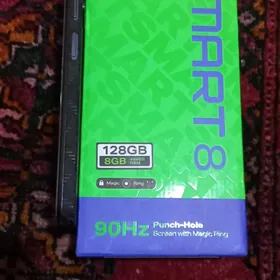 MART 8
128GB
8GB
Magic Ring
90Hz Punch-Hole
Screen with Magic Ring